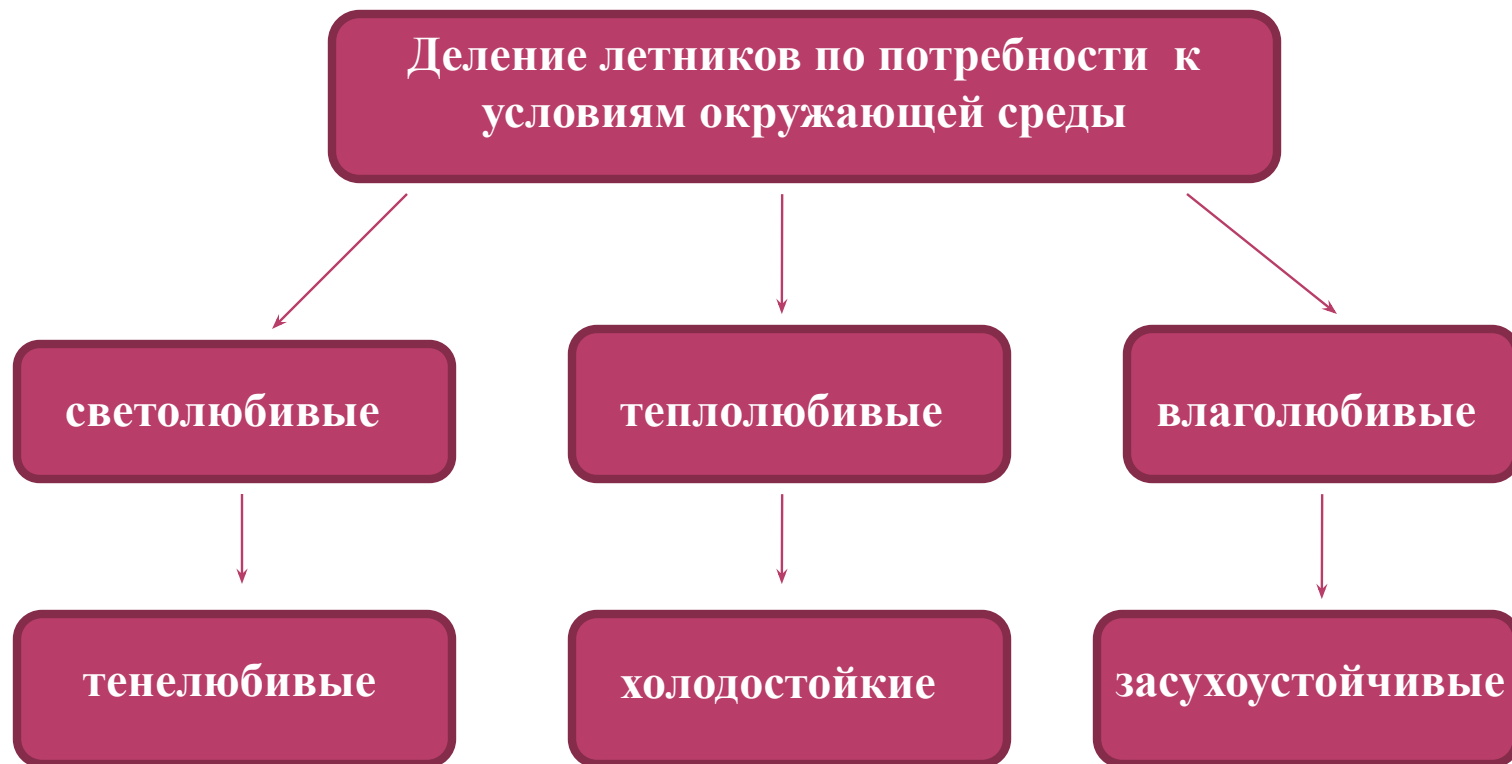 Деление летников по потребности к
условиям окружающей среды
светолюбивые
теплолюбивые
влаголюбивые
тенелюбивые
холодостойкие
засухоустойчивые